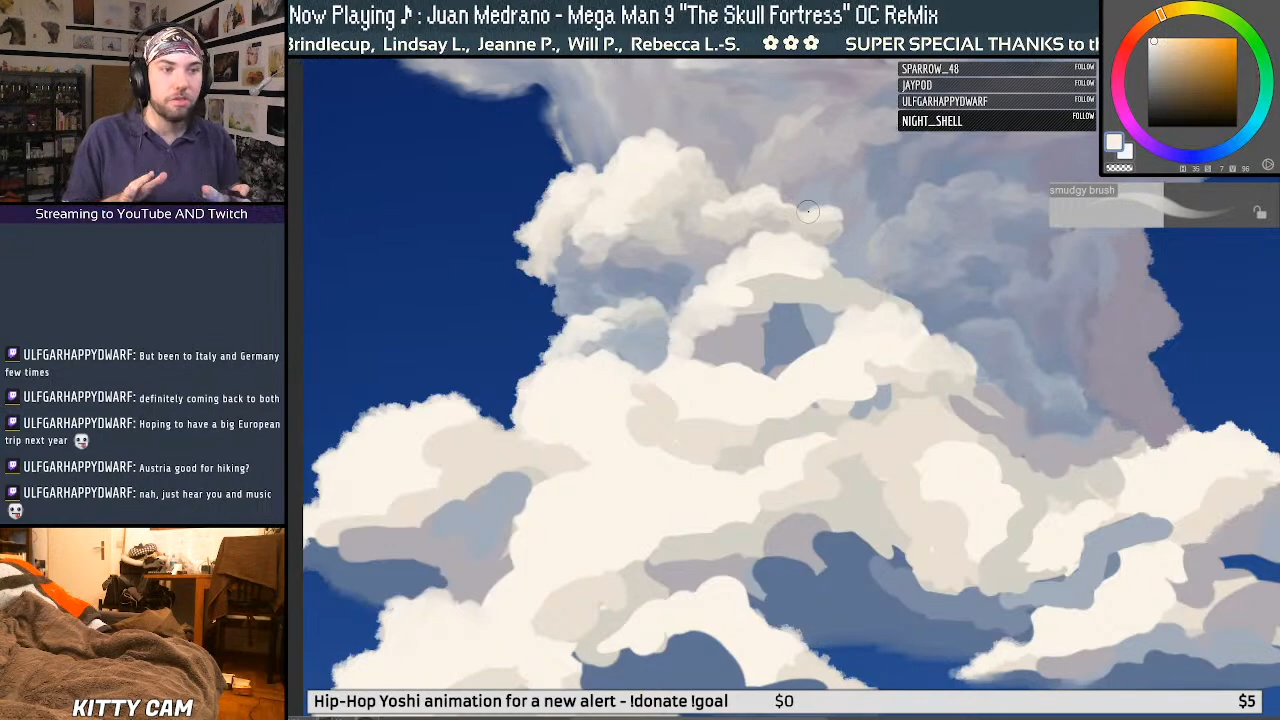 Now Playing ♪ : Juan Medrano - Mega Man 9 "The Skull Fortress" OC ReMix
Brindlecup, Lindsay L., Jeanne P., Will P., Rebecca L.-S. ✿ ✿ ✿ SUPER SPECIAL THANKS to th
SPARROW_48 FOLLOW
JAYPOD FOLLOW
ULFGARHAPPYDWARF FOLLOW
NIGHT_SHELL FOLLOW
H 35 S 7 V 96
smudgy brush
Streaming to YouTube AND Twitch
ULFGARHAPPYDWARF: But been to Italy and Germany
few times
ULFGARHAPPYDWARF: definitely coming back to both
ULFGARHAPPYDWARF: Hoping to have a big European
trip next year
ULFGARHAPPYDWARF: Austria good for hiking?
ULFGARHAPPYDWARF: nah, just hear you and music
KITTY CAM
Hip-Hop Yoshi animation for a new alert - !donate !goal $0 $5